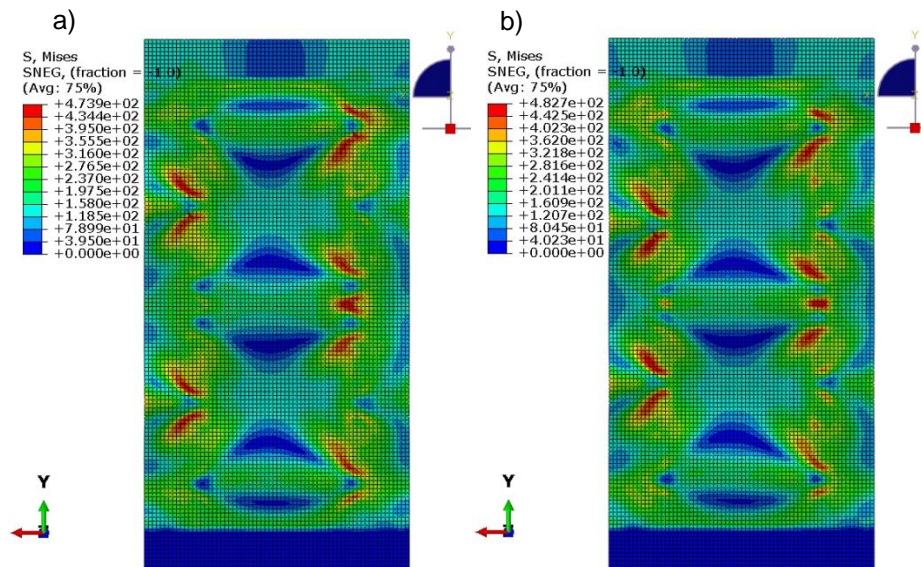 a)
S, Mises
SNEG, (fraction = -1.0)
(Avg: 75%)
+4.739e+02
+4.344e+02
+3.950e+02
+3.555e+02
+3.160e+02
+2.765e+02
+2.370e+02
+1.975e+02
+1.580e+02
+1.185e+02
+7.899e+01
+3.950e+01
+0.000e+00
Y
Y
b)
S, Mises
SNEG, (fraction = -1.0)
(Avg: 75%)
+4.827e+02
+4.425e+02
+4.023e+02
+3.620e+02
+3.218e+02
+2.816e+02
+2.414e+02
+2.011e+02
+1.609e+02
+1.207e+02
+8.045e+01
+4.023e+01
+0.000e+00
Y
Y